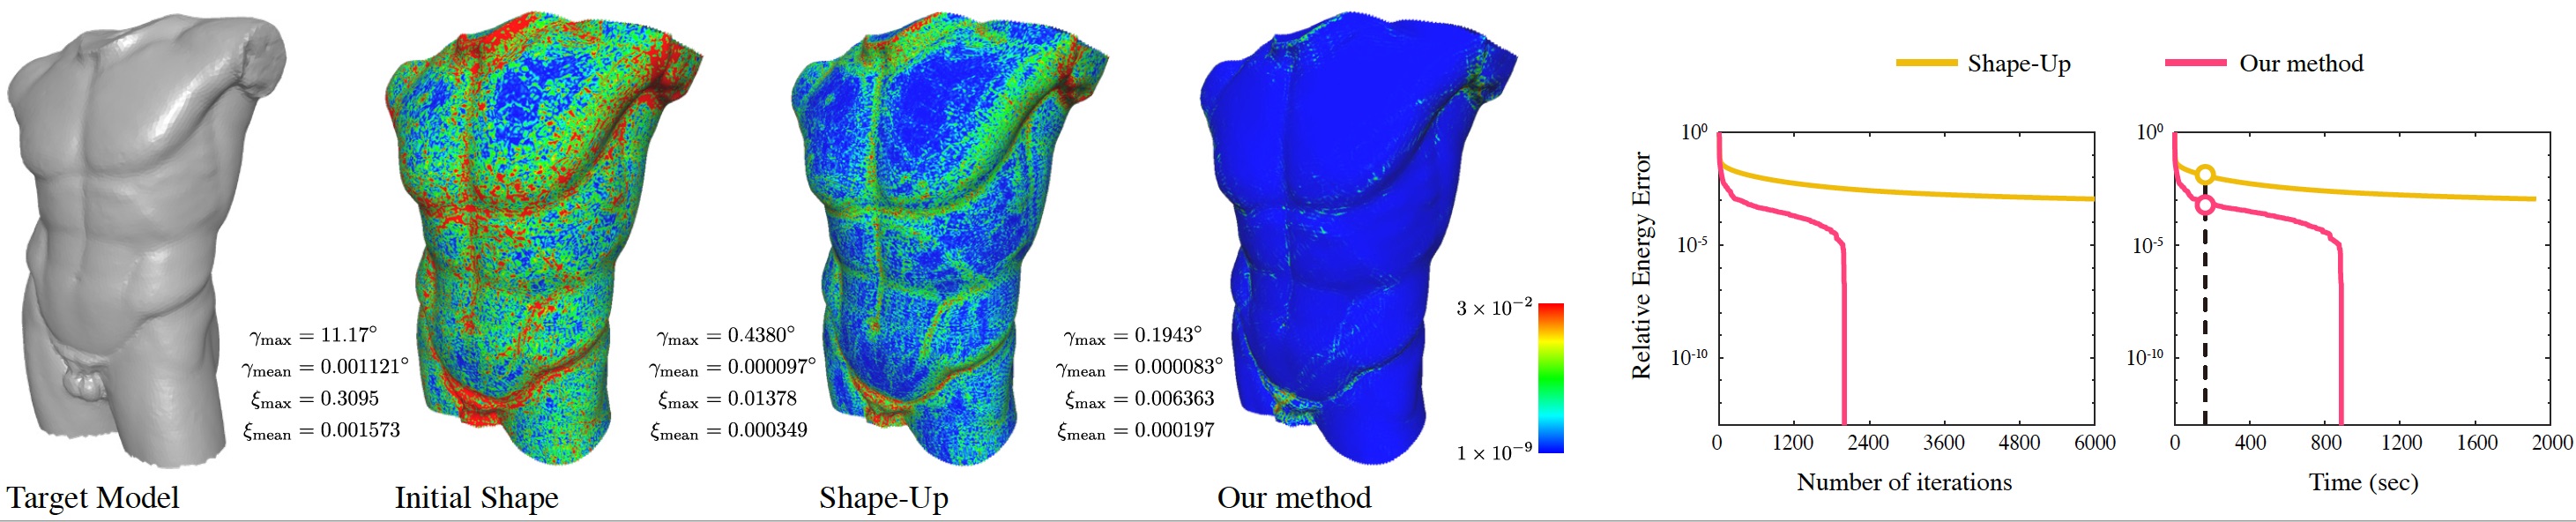 γmax = 11.17°
γmean = 0.001121°
ξmax = 0.3095
ξmean = 0.001573
γmax = 0.4380°
γmean = 0.000097°
ξmax = 0.01378
ξmean = 0.000349
γmax = 0.1943°
γmean = 0.000083°
ξmax = 0.006363
ξmean = 0.000197
3 × 10⁻²
1 × 10⁻⁹
Target Model
Initial Shape
Shape-Up
Our method
Shape-Up
Our method
Relative Energy Error
10⁰
10⁻⁵
10⁻¹⁰
0 1200 2400 3600 4800 6000
Number of iterations
10⁰
10⁻⁵
10⁻¹⁰
0 400 800 1200 1600 2000
Time (sec)